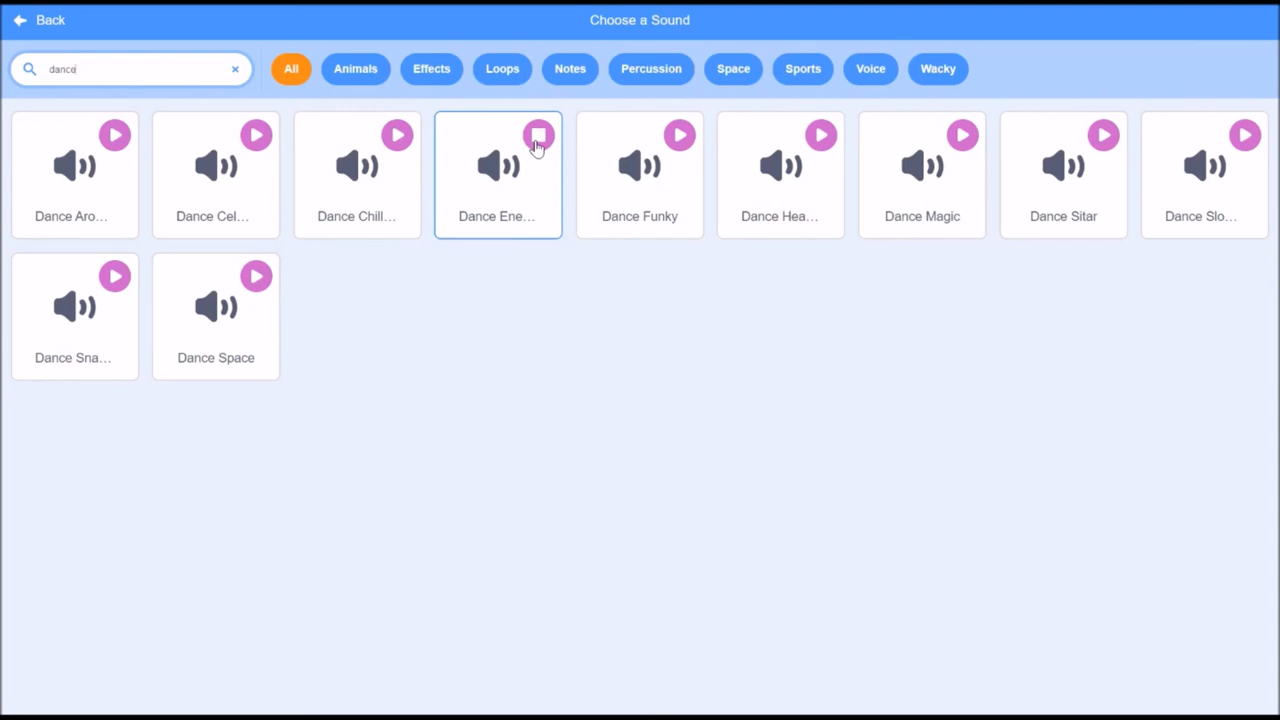 Back
Choose a Sound
dance
All
Animals
Effects
Loops
Notes
Percussion
Space
Sports
Voice
Wacky
Dance Aro...
Dance Cel...
Dance Chill...
Dance Ene...
Dance Funky
Dance Hea...
Dance Magic
Dance Sitar
Dance Slo...
Dance Sna...
Dance Space